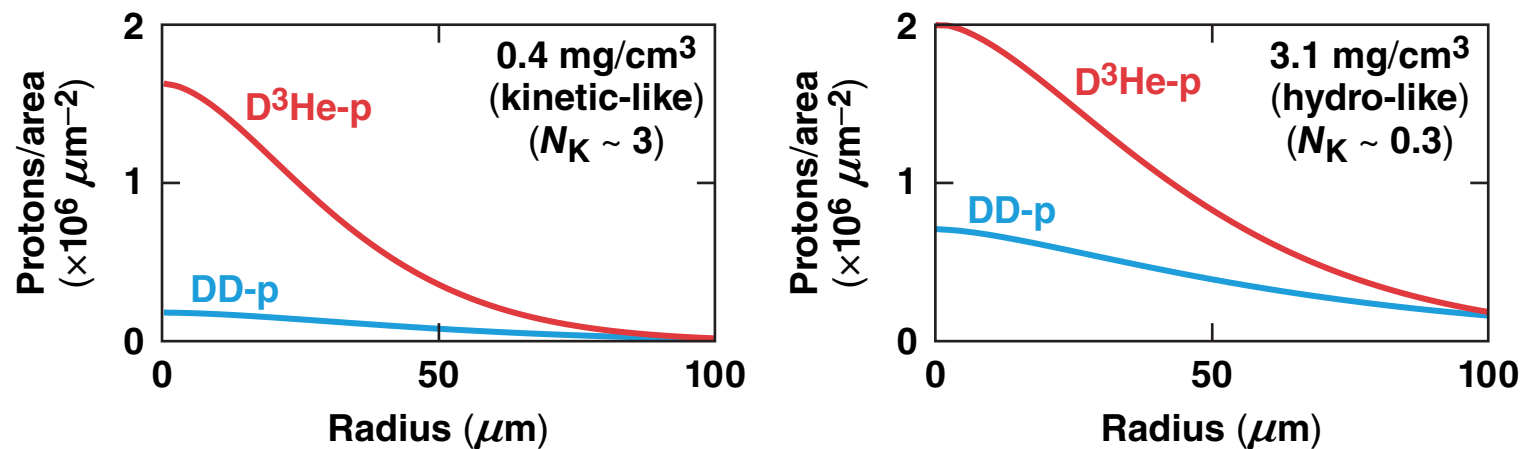 Protons/area
(×10⁶ μm⁻²)
2
1
0
0.4 mg/cm³
(kinetic-like)
(N_K ~ 3)
D³He-p
DD-p
0
50
100
Radius (μm)
Protons/area
(×10⁶ μm⁻²)
2
1
0
3.1 mg/cm³
(hydro-like)
(N_K ~ 0.3)
D³He-p
DD-p
0
50
100
Radius (μm)